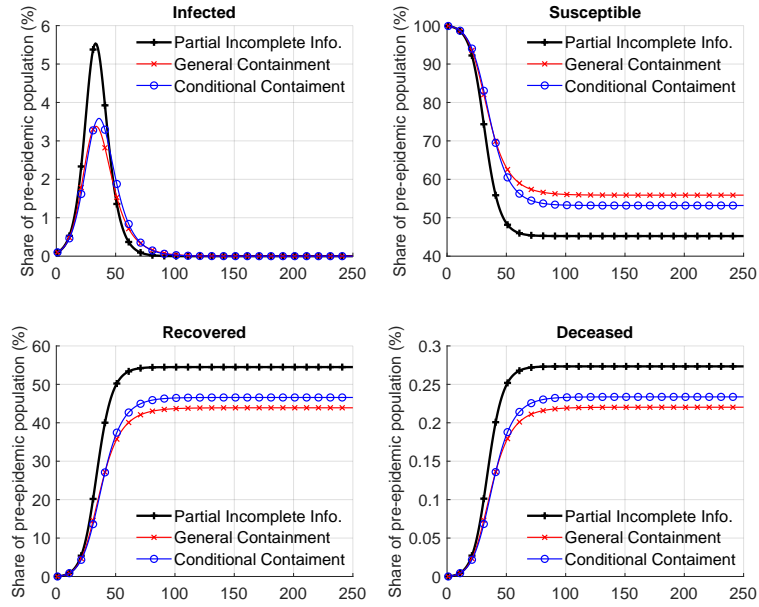 Infected
Share of pre-epidemic population (%)
6
5
4
3
2
1
0
Partial Incomplete Info.
General Containment
Conditional Contaiment
0 50 100 150 200 250
Susceptible
Share of pre-epidemic population (%)
100
90
80
70
60
50
40
Partial Incomplete Info.
General Containment
Conditional Contaiment
0 50 100 150 200 250
Recovered
Share of pre-epidemic population (%)
60
50
40
30
20
10
0
Partial Incomplete Info.
General Containment
Conditional Contaiment
0 50 100 150 200 250
Deceased
Share of pre-epidemic population (%)
0.3
0.25
0.2
0.15
0.1
0.05
0
Partial Incomplete Info.
General Containment
Conditional Contaiment
0 50 100 150 200 250